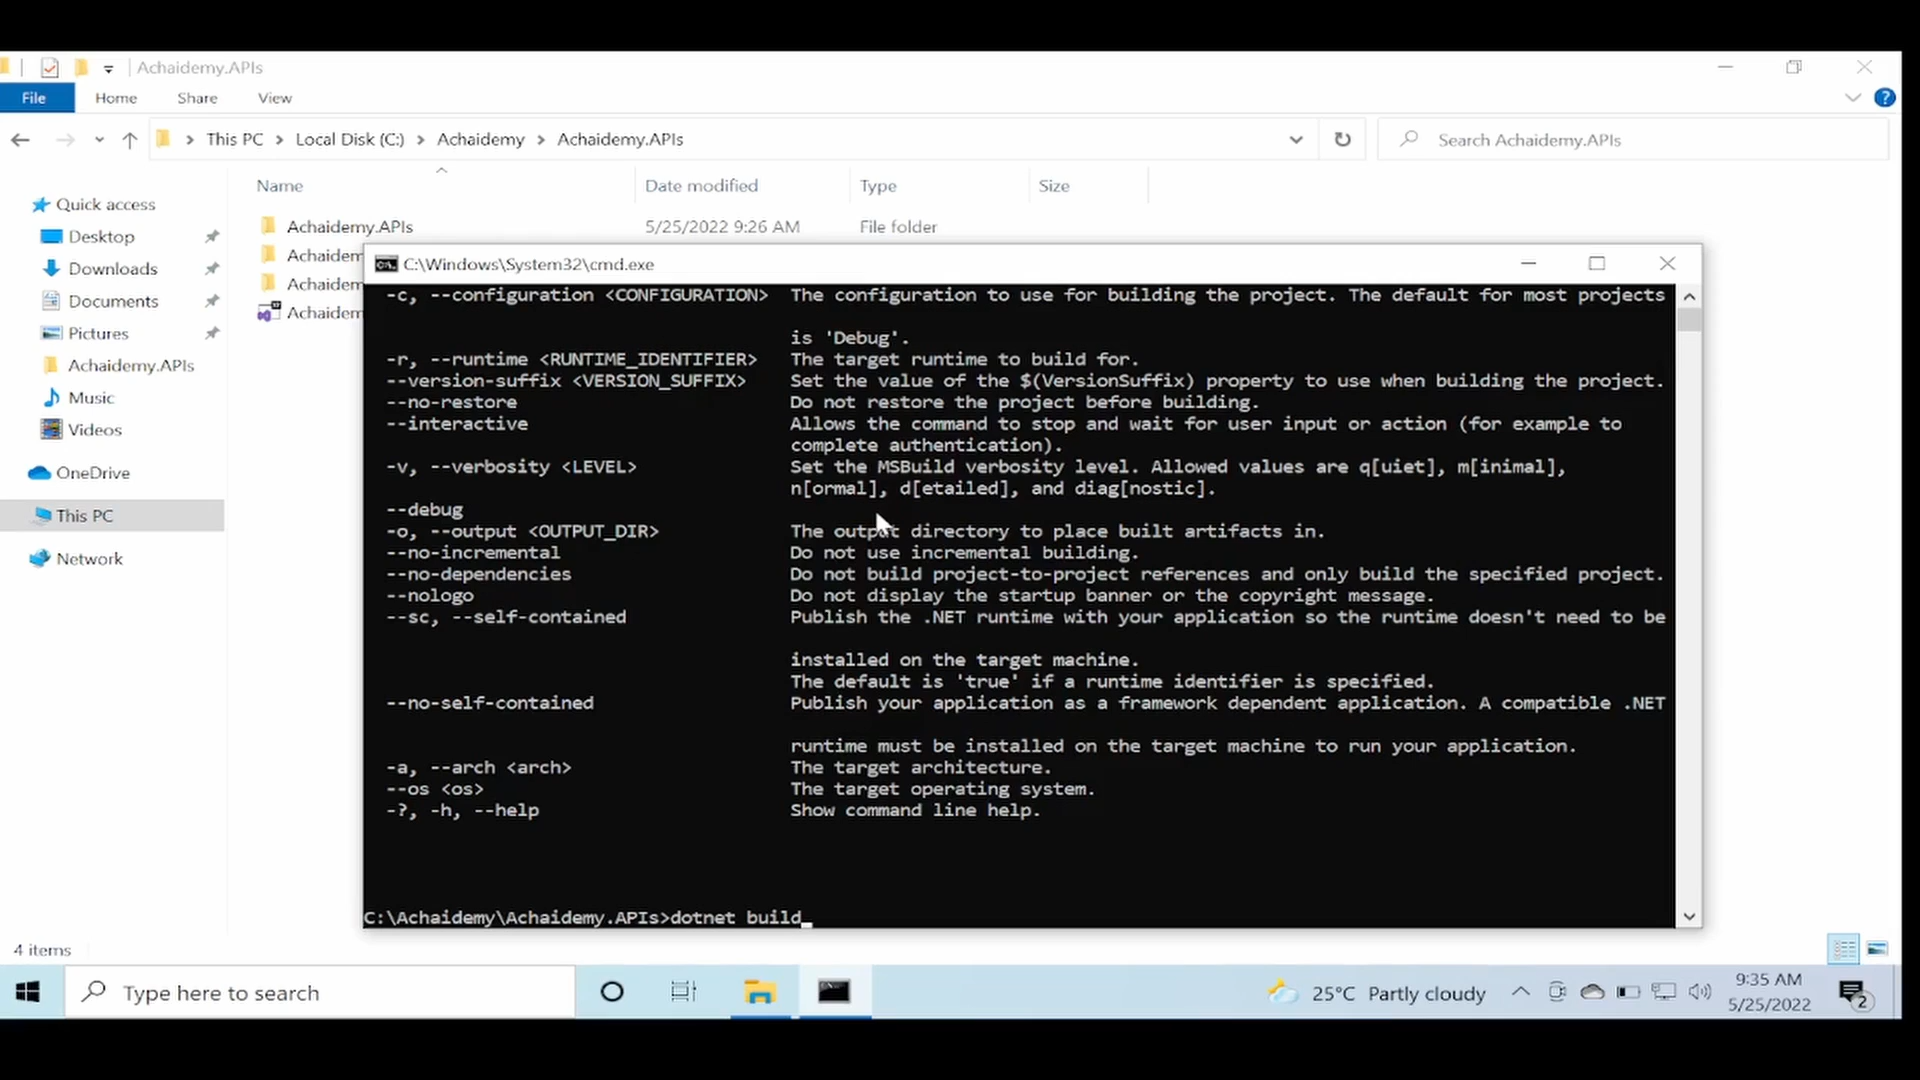 Achaidemy.APIs
File Home Share View
This PC Local Disk (C:) Achaidemy Achaidemy.APIs Search Achaidemy.APIs
Name Date modified Type Size
Quick access
Desktop
Downloads
Documents
Pictures
Achaidemy.APIs
Music
Videos
OneDrive
This PC
Network
Achaidemy.APIs 5/25/2022 9:26 AM File folder
Achaidem
Achaidem
Achaidem
C:\Windows\System32\cmd.exe
-c, --configuration <CONFIGURATION> The configuration to use for building the project. The default for most projects
is 'Debug'.
-r, --runtime <RUNTIME_IDENTIFIER> The target runtime to build for.
--version-suffix <VERSION_SUFFIX> Set the value of the $(VersionSuffix) property to use when building the project.
--no-restore Do not restore the project before building.
--interactive Allows the command to stop and wait for user input or action (for example to
complete authentication).
-v, --verbosity <LEVEL> Set the MSBuild verbosity level. Allowed values are q[uiet], m[inimal],
n[ormal], d[etailed], and diag[nostic].
--debug
-o, --output <OUTPUT_DIR> The output directory to place built artifacts in.
--no-incremental Do not use incremental building.
--no-dependencies Do not build project-to-project references and only build the specified project.
--nologo Do not display the startup banner or the copyright message.
--sc, --self-contained Publish the .NET runtime with your application so the runtime doesn't need to be
installed on the target machine.
The default is 'true' if a runtime identifier is specified.
--no-self-contained Publish your application as a framework dependent application. A compatible .NET
runtime must be installed on the target machine to run your application.
-a, --arch <arch> The target architecture.
--os <os> The target operating system.
-?, -h, --help Show command line help.
C:\Achaidemy\Achaidemy.APIs>dotnet build_
4 items
Type here to search
25°C Partly cloudy
9:35 AM
5/25/2022
2